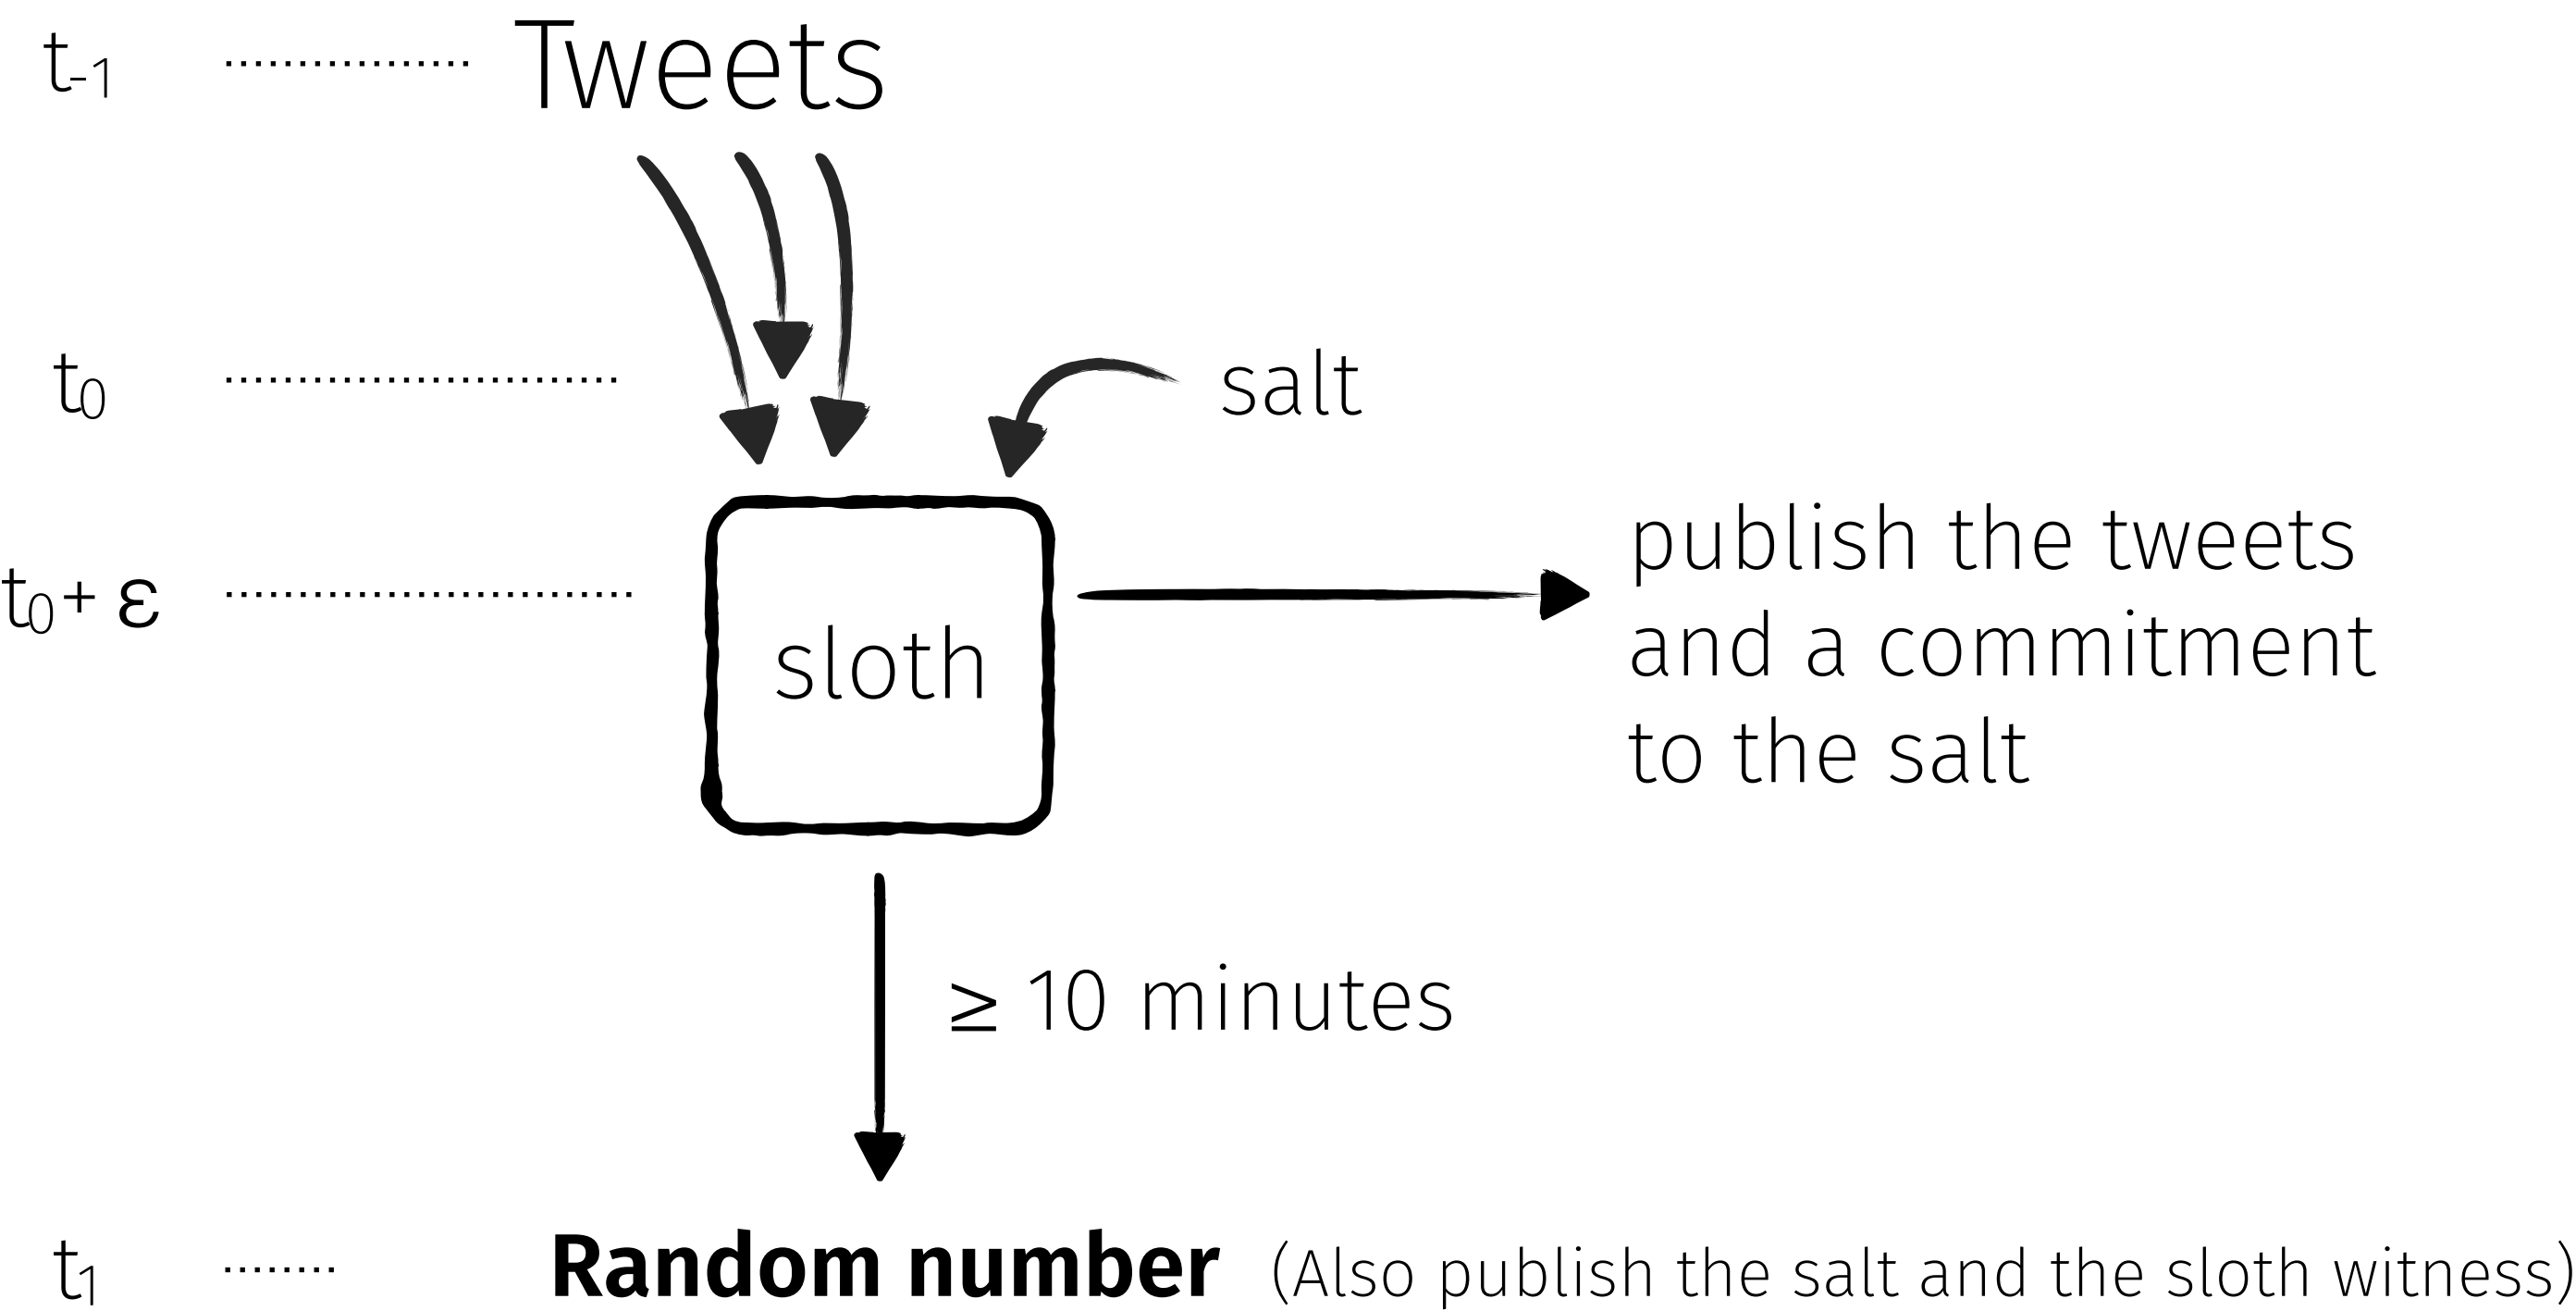 t-1 Tweets
t0 salt
t0 + ε
sloth
publish the tweets
and a commitment
to the salt
≥ 10 minutes
t1 Random number (Also publish the salt and the sloth witness)